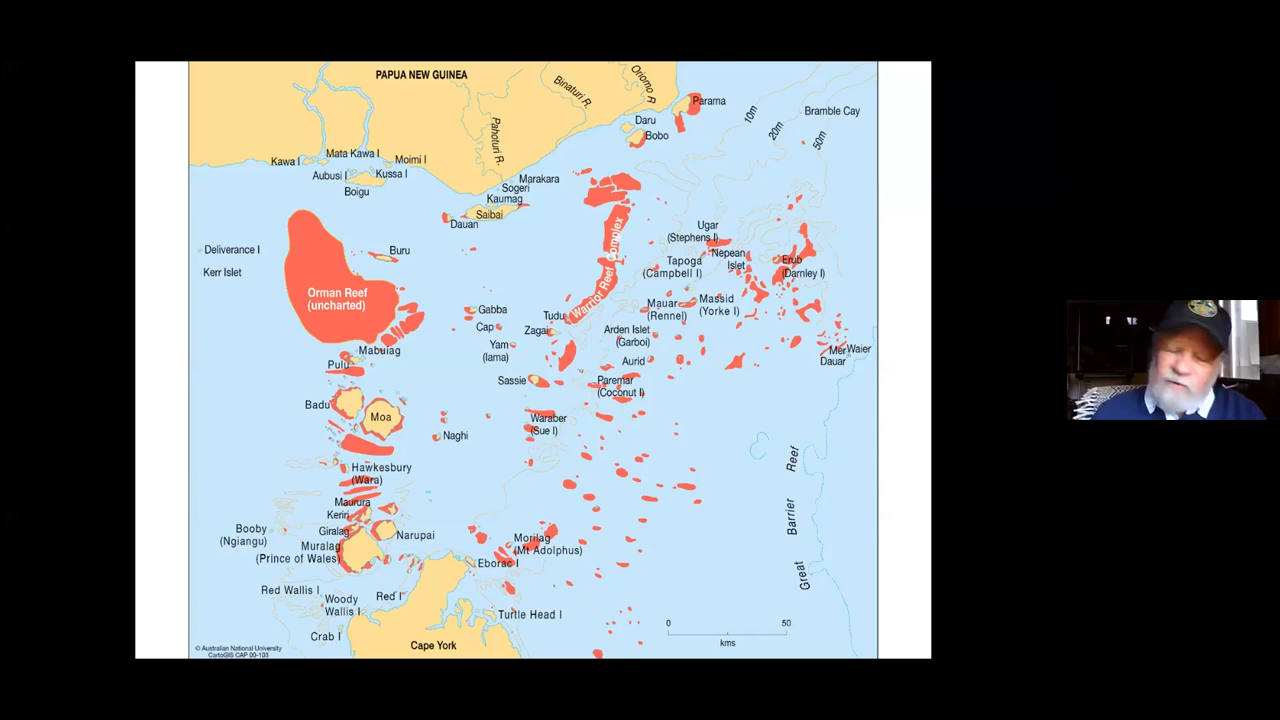 PAPUA NEW GUINEA
Oriomo R
Binaturi R.
Pahoturi R.
Parama
Bramble Cay
10m
20m
50m
Daru
Bobo
Kawa I
Mata Kawa I
Moimi I
Aubusi I
Kussa I
Boigu
Marakara
Sogeri
Kaumag
Saibai
Dauan
Deliverance I
Kerr Islet
Buru
Orman Reef
(uncharted)
Warrior Reef Complex
Ugar
(Stephens I)
Nepean
Islet
Erub
(Darnley I)
Tapoga
(Campbell I)
Massid
(Yorke I)
Mauar
(Rennel)
Gabba
Cap
Tudu
Zagai
Arden Islet
(Garboi)
Yam
(Iama)
Aurid
Mer
Waier
Dauar
Mabuiag
Pulu
Sassie
Paremar
(Coconut I)
Badu
Moa
Waraber
(Sue I)
Naghi
Hawkesbury
(Wara)
Maurura
Keriri
Booby
(Ngiangu)
Giralag
Narupai
Muralag
(Prince of Wales)
Morilag
(Mt Adolphus)
Eborac I
Great Barrier Reef
Red Wallis I
Woody
Wallis I
Red I
Turtle Head I
Crab I
Cape York
0 50
kms
© Australian National University
CartoGIS CAP 00-103